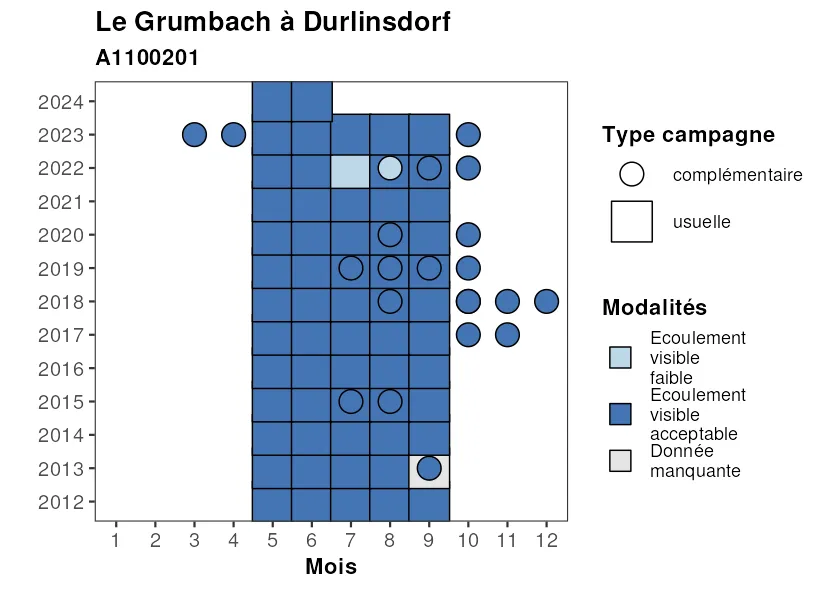 Le Grumbach à Durlinsdorf
A1100201
2024
2023
2022
2021
2020
2019
2018
2017
2016
2015
2014
2013
2012
1 2 3 4 5 6 7 8 9 10 11 12
Mois
Type campagne
complémentaire
usuelle
Modalités
Ecoulement
visible
faible
Ecoulement
visible
acceptable
Donnée
manquante